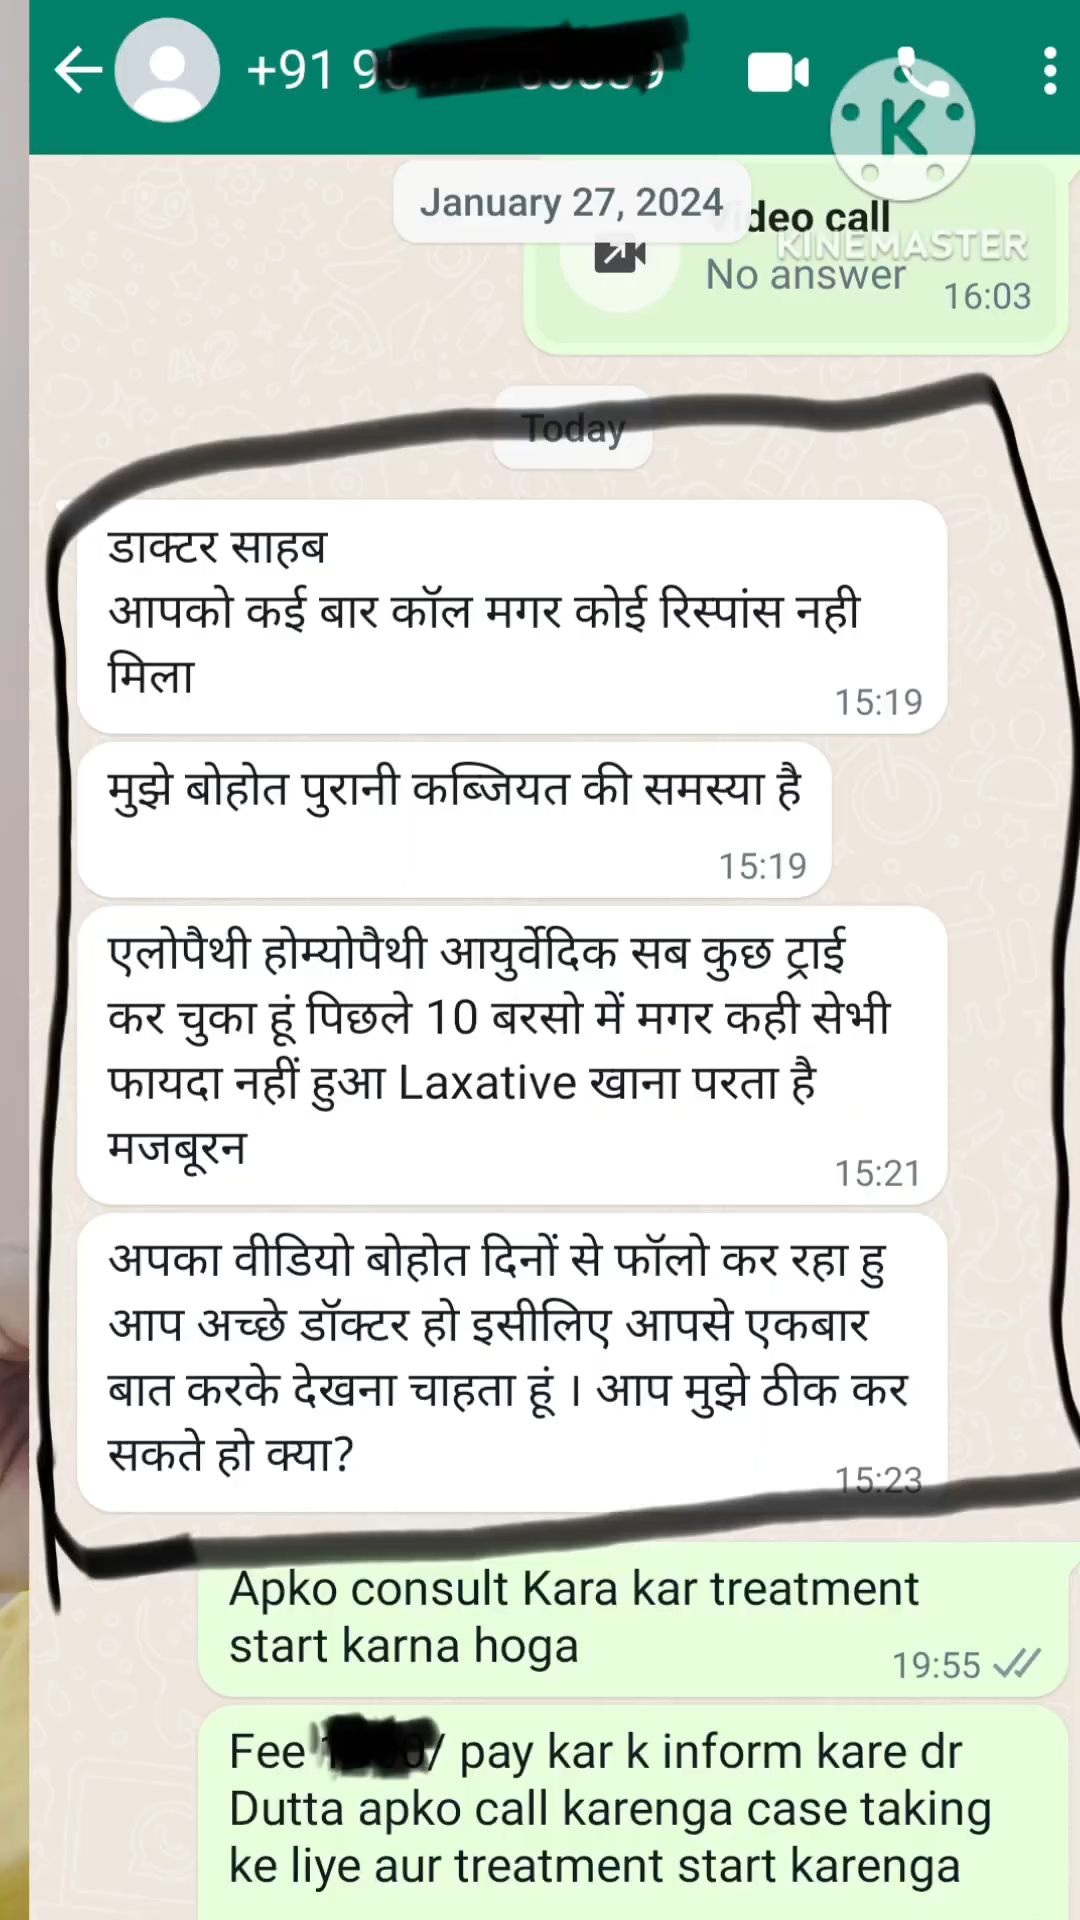 +91 9
January 27, 2024
K
KINEMASTER
Video call
No answer
16:03
Today
डाक्टर साहब
आपको कई बार कॉल मगर कोई रिस्पांस नही
मिला
15:19
मुझे बोहोत पुरानी कब्जियत की समस्या है
15:19
एलोपैथी होम्योपैथी आयुर्वेदिक सब कुछ ट्राई
कर चुका हूं पिछले 10 बरसो में मगर कही सेभी
फायदा नहीं हुआ Laxative खाना परता है
मजबूरन
15:21
अपका वीडियो बोहोत दिनों से फॉलो कर रहा हु
आप अच्छे डॉक्टर हो इसीलिए आपसे एकबार
बात करके देखना चाहता हूं । आप मुझे ठीक कर
सकते हो क्या?
15:23
Apko consult Kara kar treatment
start karna hoga
19:55
Fee / pay kar k inform kare dr
Dutta apko call karenga case taking
ke liye aur treatment start karenga